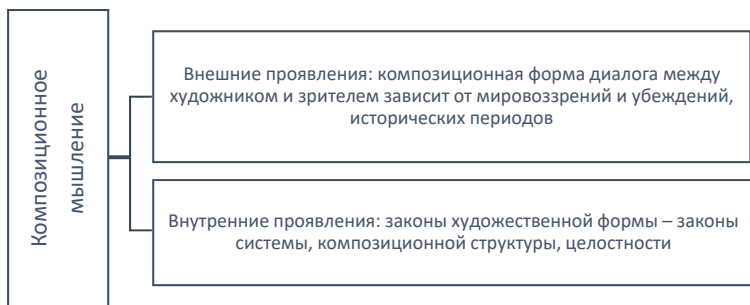 Композиционное
мышление
Внешние проявления: композиционная форма диалога между
художником и зрителем зависит от мировоззрений и убеждений,
исторических периодов
Внутренние проявления: законы художественной формы – законы
системы, композиционной структуры, целостности